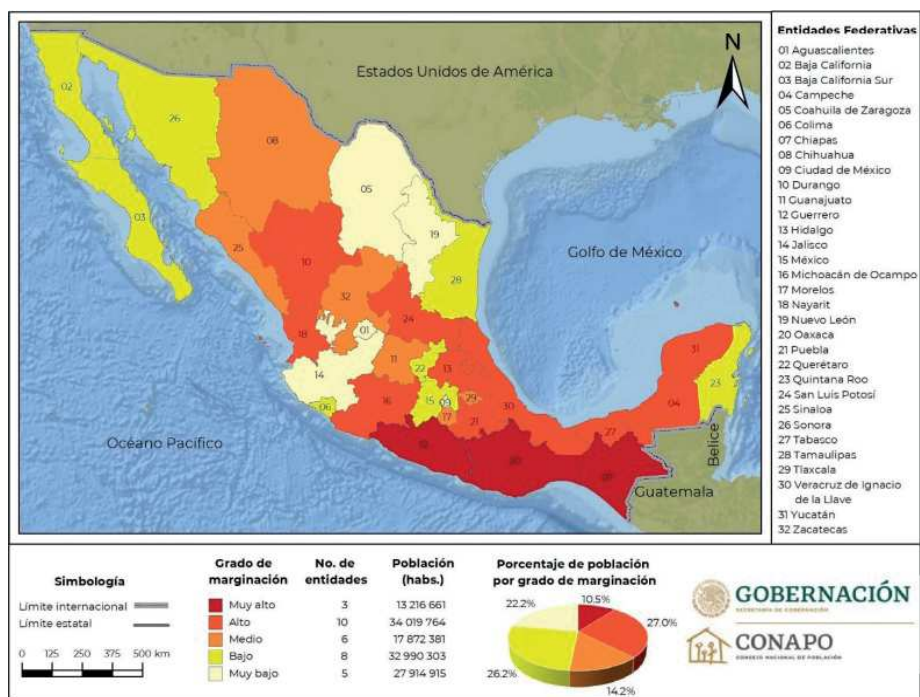 N
Estados Unidos de América
02
26
08
05
03
19
25
10
28
Golfo de México
32
24
18
01
31
14
11
22
13
23
06
15
09
29
16
17
21
30
04
27
Océano Pacífico
Belice
Guatemala
Entidades Federativas
01 Aguascalientes
02 Baja California
03 Baja California Sur
04 Campeche
05 Coahuila de Zaragoza
06 Colima
07 Chiapas
08 Chihuahua
09 Ciudad de México
10 Durango
11 Guanajuato
12 Guerrero
13 Hidalgo
14 Jalisco
15 México
16 Michoacán de Ocampo
17 Morelos
18 Nayarit
19 Nuevo León
20 Oaxaca
21 Puebla
22 Querétaro
23 Quintana Roo
24 San Luis Potosí
25 Sinaloa
26 Sonora
27 Tabasco
28 Tamaulipas
29 Tlaxcala
30 Veracruz de Ignacio
de la Llave
31 Yucatán
32 Zacatecas
Simbología
Límite internacional
Límite estatal
0 125 250 375 500 km
Grado de marginación No. de entidades Población (habs.)
Muy alto 3 13 216 661
Alto 10 34 019 764
Medio 6 17 872 381
Bajo 8 32 990 303
Muy bajo 5 27 914 915
Porcentaje de población
por grado de marginación
22.2% 10.5%
27.0%
26.2%
14.2%
GOBERNACIÓN
SECRETARÍA DE GOBERNACIÓN
CONAPO
CONSEJO NACIONAL DE POBLACIÓN